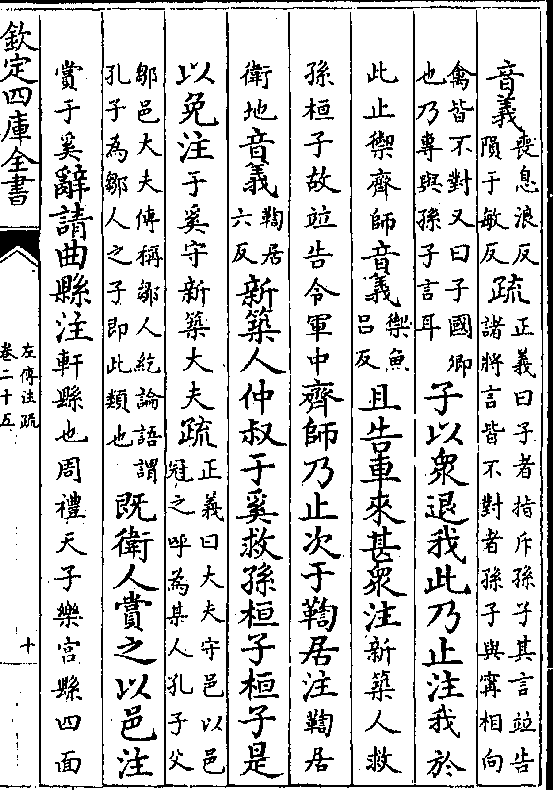 音義喪息浪反
隕于敏反疏正義曰子者指斥孫子其言竝告
諸將言皆不對者孫子與甯相向
禽皆不對又曰子國卿
也乃專與孫子言耳子以衆退我此乃止注我於
此止禦齊師音義禦魚
呂反且告車來甚衆注新築人救
孫桓子故竝告令軍中齊師乃止次于鞫居注鞫居
衛地音義鞫居
六反新築人仲叔于奚救孫桓子桓子是
以免注于奚守新築大夫疏正義曰大夫守邑以邑
冠之呼為某人孔子父
鄒邑大夫傳稱鄒人紇論語謂
孔子為鄒人之子即此類也既衛人賞之以邑注
賞于奚辭請曲縣注軒縣也周禮天子樂宮縣四面
欽定四庫全書
左傳注疏
卷二十五
十